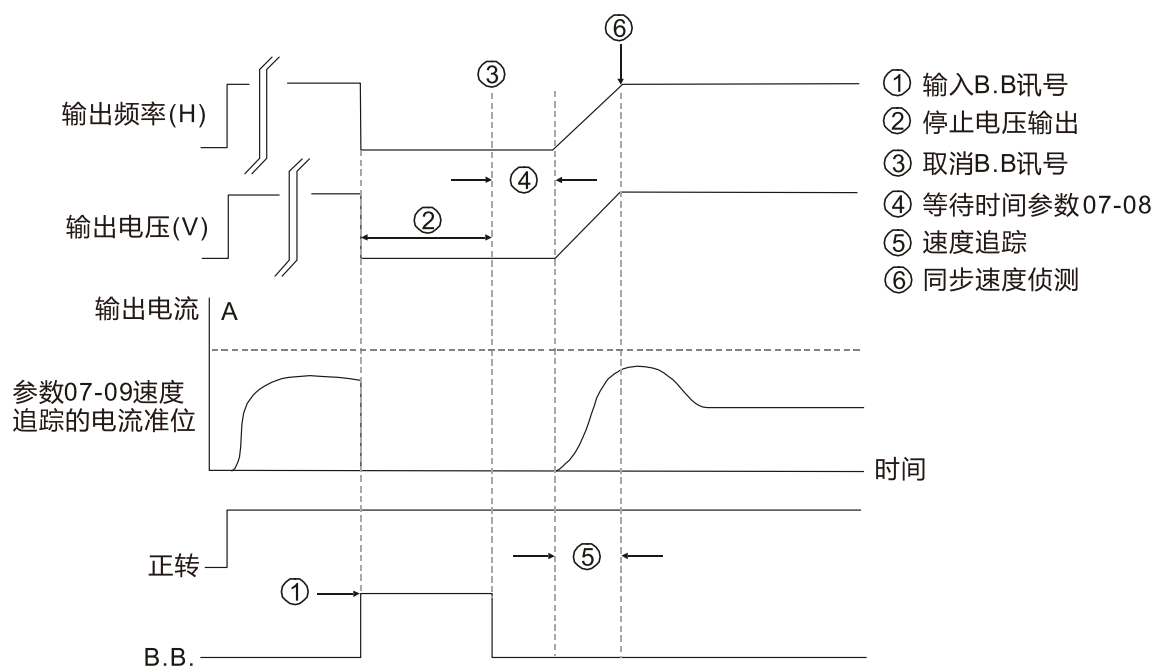 ⑥
③
输出频率(H)
④
输出电压(V)
②
输出电流 A
参数07-09速度
追踪的电流准位
时间
正转
⑤
①
B.B.
① 输入B.B讯号
② 停止电压输出
③ 取消B.B讯号
④ 等待时间参数07-08
⑤ 速度追踪
⑥ 同步速度侦测